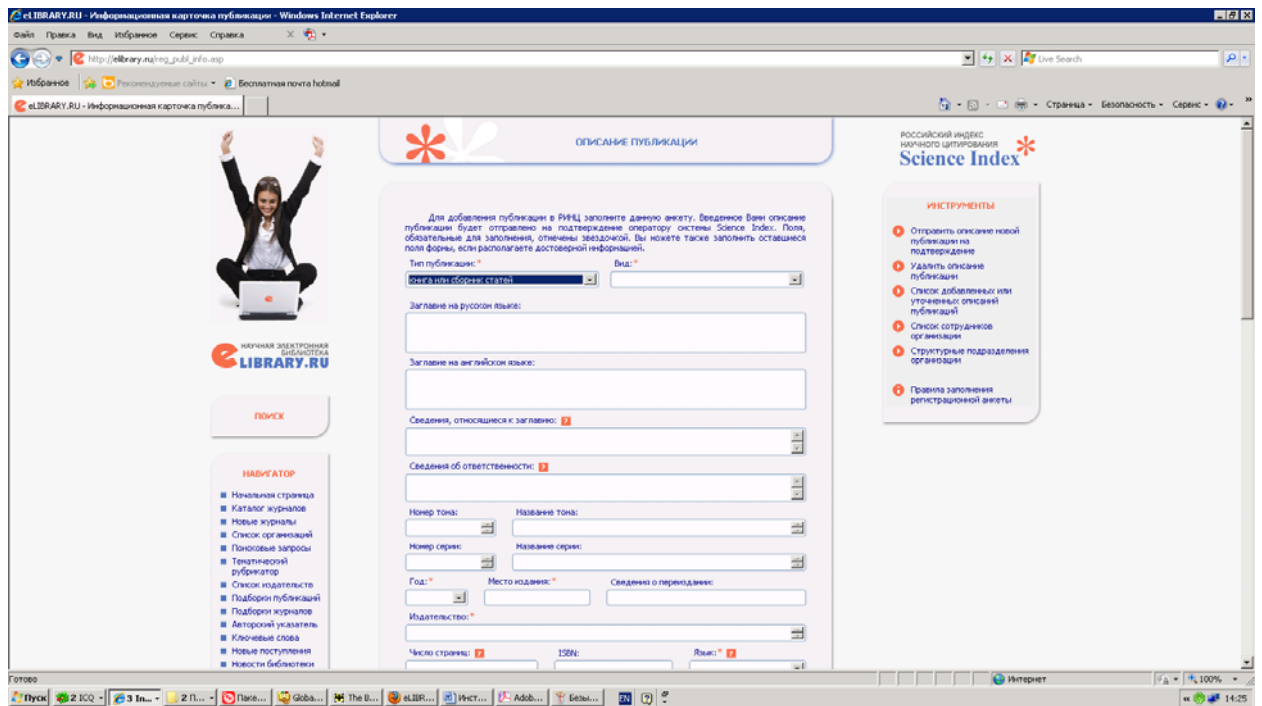 eLIBRARY.RU - Информационная карточка публикации - Windows Internet Explorer
Файл Правка Вид Избранное Сервис Справка
http://elibrary.ru/reg_publ_info.asp
Live Search
Избранное Рекомендуемые сайты Бесплатная почта hotmail
eLIBRARY.RU - Информационная карточка публика...
Страница Безопасность Сервис
НАУЧНАЯ ЭЛЕКТРОННАЯ
БИБЛИОТЕКА
LIBRARY.RU
ПОИСК
НАВИГАТОР
Начальная страница
Каталог журналов
Новые журналы
Список организаций
Поисковые запросы
Тематический
рубрикатор
Список издательств
Подборки публикаций
Подборки журналов
Авторский указатель
Ключевые слова
Новые поступления
Новости библиотеки
ОПИСАНИЕ ПУБЛИКАЦИИ
Для добавления публикации в РИНЦ заполните данную анкету. Введенное Вами описание
публикации будет отправлено на подтверждение оператору системы Science Index. Поля,
обязательные для заполнения, отмечены звездочкой. Вы можете также заполнить оставшиеся
поля формы, если располагаете достоверной информацией.
Тип публикации: * Вид: *
книга или сборник статей
Заглавие на русском языке:
Заглавие на английском языке:
Сведения, относящиеся к заглавию: ?
Сведения об ответственности: ?
Номер тома: Название тома:
Номер серии: Название серии:
Год: * Место издания: * Сведения о переиздании:
Издательство: *
Число страниц: ? ISBN: Язык: * ?
РОССИЙСКИЙ ИНДЕКС
НАУЧНОГО ЦИТИРОВАНИЯ
Science Index
ИНСТРУМЕНТЫ
Отправить описание новой
публикации на
подтверждение
Удалить описание
публикации
Список добавленных или
уточненных описаний
публикаций
Список сотрудников
организации
Структурные подразделения
организации
Правила заполнения
регистрационной анкеты
Готово Интернет 100%
Пуск 2 ICQ 3 In... 2 П... Паке... Globa... The B... eLIBR... Инст... Adob... Безы... EN 14:25